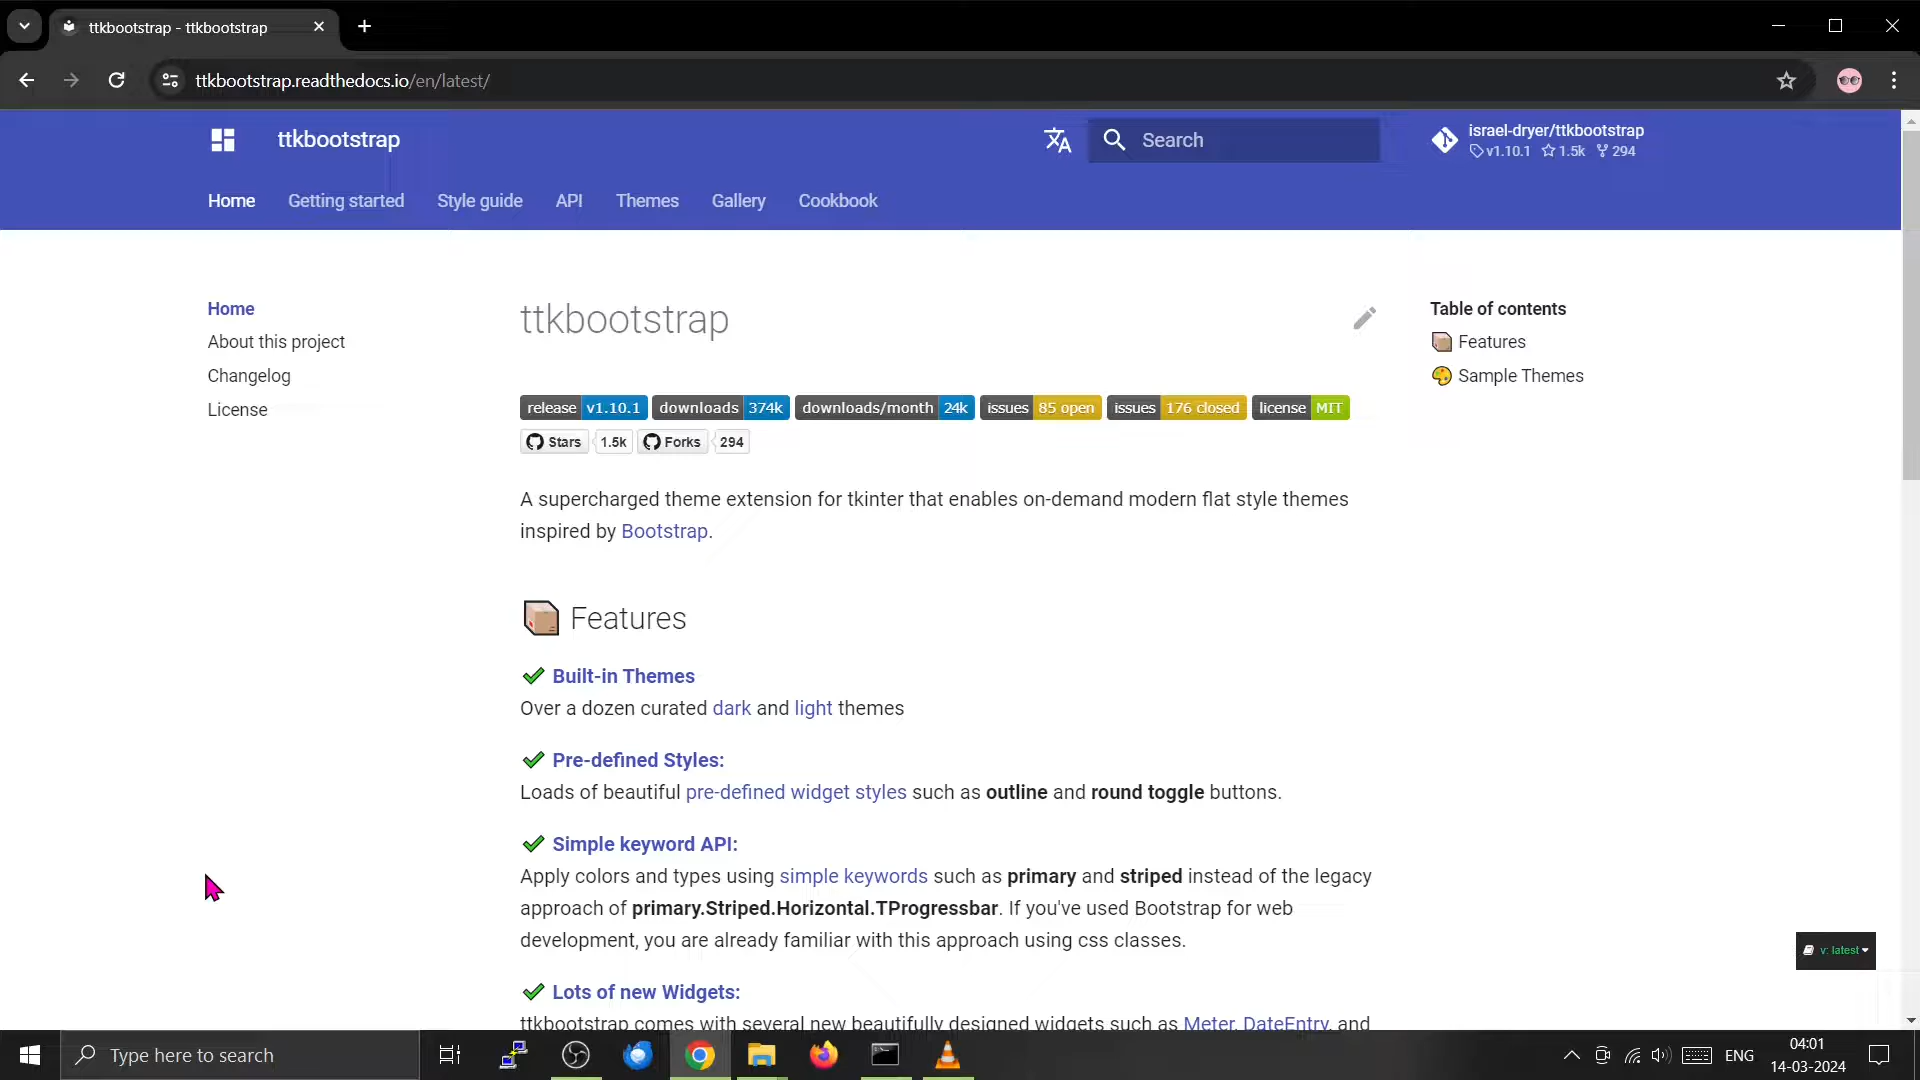 ttkbootstrap - ttkbootstrap
ttkbootstrap.readthedocs.io/en/latest/
ttkbootstrap
Search
israel-dryer/ttkbootstrap
v1.10.1 1.5k 294
Home Getting started Style guide API Themes Gallery Cookbook
Home
About this project
Changelog
License
ttkbootstrap
release v1.10.1 downloads 374k downloads/month 24k issues 85 open issues 176 closed license MIT
Stars 1.5k Forks 294
A supercharged theme extension for tkinter that enables on-demand modern flat style themes
inspired by Bootstrap.
Features
Built-in Themes
Over a dozen curated dark and light themes
Pre-defined Styles:
Loads of beautiful pre-defined widget styles such as outline and round toggle buttons.
Simple keyword API:
Apply colors and types using simple keywords such as primary and striped instead of the legacy
approach of primary.Striped.Horizontal.TProgressbar. If you've used Bootstrap for web
development, you are already familiar with this approach using css classes.
Lots of new Widgets:
ttkbootstrap comes with several new beautifully designed widgets such as Meter, DateEntry, and
Table of contents
Features
Sample Themes
v: latest
Type here to search
ENG
04:01
14-03-2024